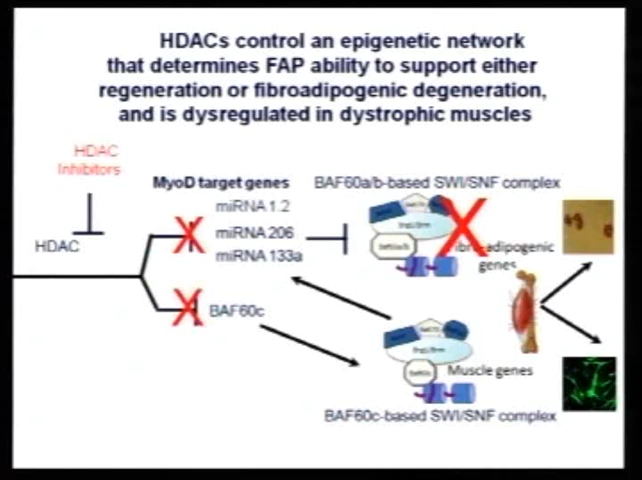 HDACs control an epigenetic network
that determines FAP ability to support either
regeneration or fibroadipogenic degeneration,
and is dysregulated in dystrophic muscles
HDAC
Inhibitors
MyoD target genes
BAF60a/b-based SWI/SNF complex
miRNA 1.2
HDAC
miRNA 206
miRNA 133a
genes
BAF60c
Muscle genes
BAF60c-based SWI/SNF complex